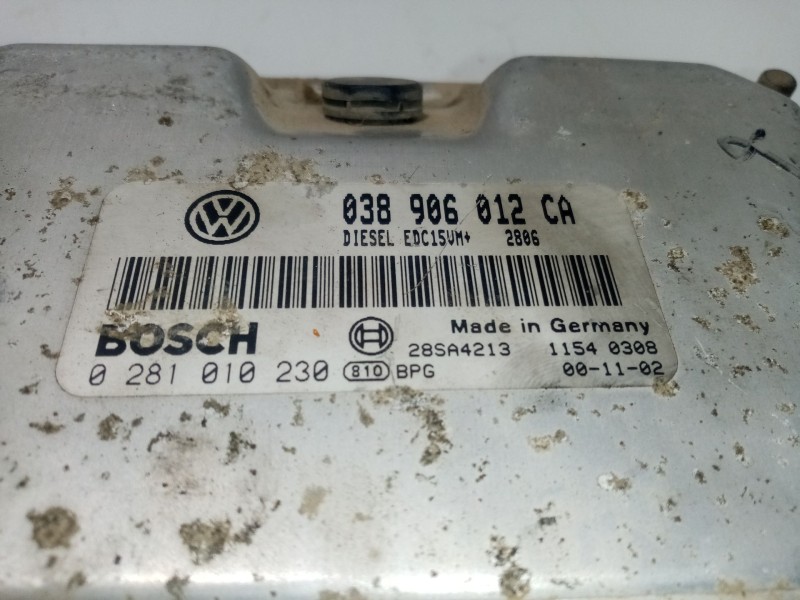 038 906 012 CA
DIESEL EDC15VM+ 2806
BOSCH
Made in Germany
28SA4213 1154 0308
0 281 010 230 810 BPG 00-11-02